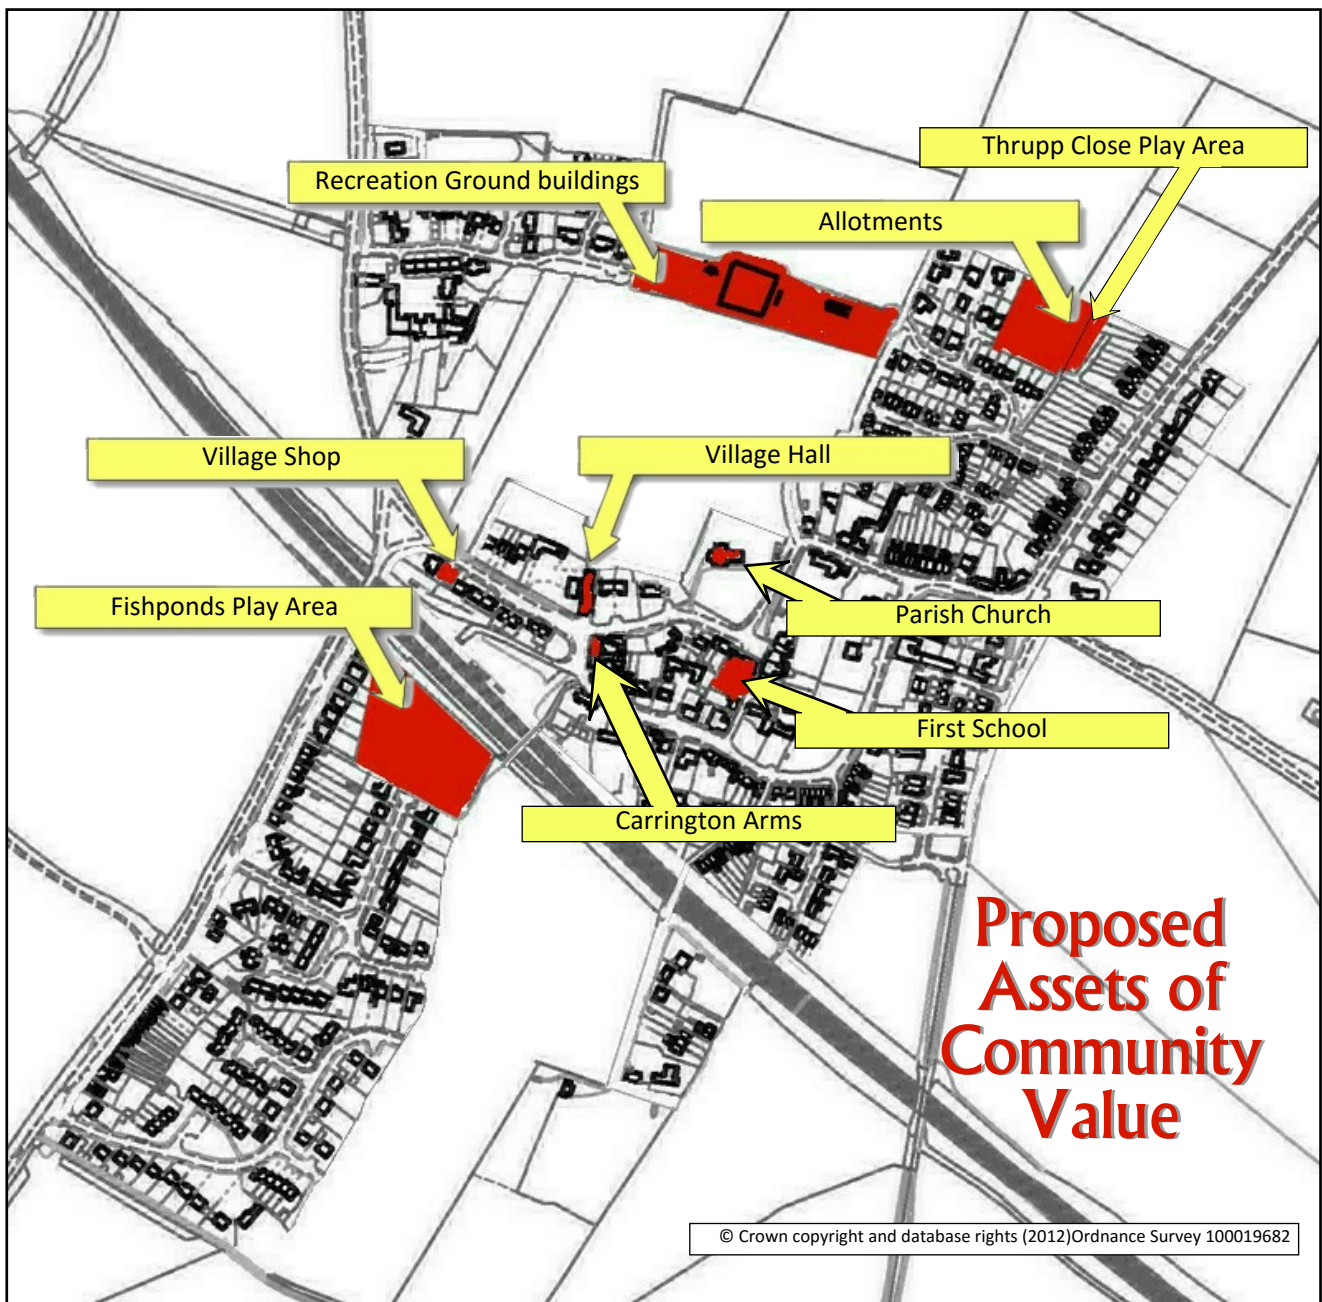 Thrupp Close Play Area
Recreation Ground buildings
Allotments
Village Shop
Village Hall
Fishponds Play Area
Parish Church
First School
Carrington Arms
Proposed
Assets of
Community
Value
© Crown copyright and database rights (2012)Ordnance Survey 100019682